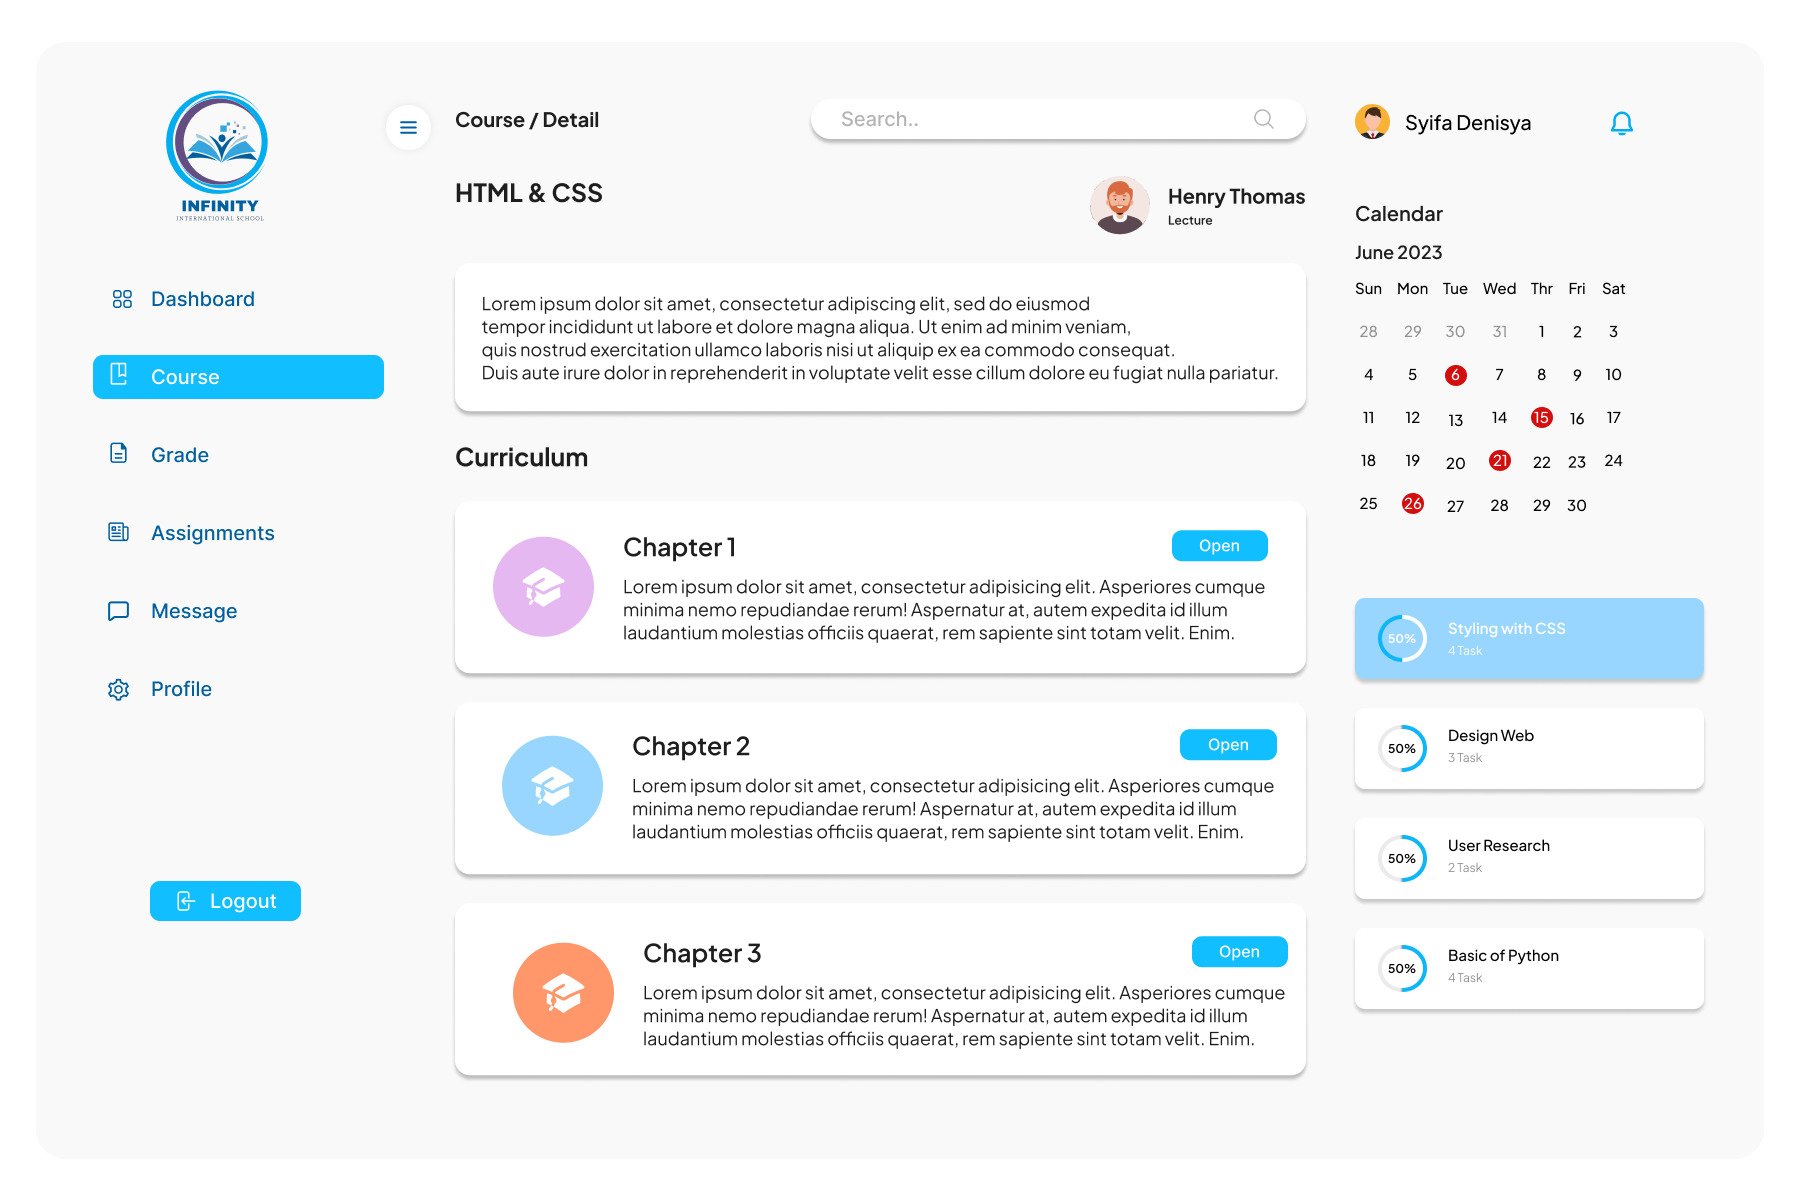 INFINITY
INTERNATIONAL SCHOOL
Dashboard
Course
Grade
Assignments
Message
Profile
Logout
Course / Detail
Search..
HTML & CSS
Henry Thomas
Lecture
Lorem ipsum dolor sit amet, consectetur adipiscing elit, sed do eiusmod
tempor incididunt ut labore et dolore magna aliqua. Ut enim ad minim veniam,
quis nostrud exercitation ullamco laboris nisi ut aliquip ex ea commodo consequat.
Duis aute irure dolor in reprehenderit in voluptate velit esse cillum dolore eu fugiat nulla pariatur.
Curriculum
Chapter 1
Open
Lorem ipsum dolor sit amet, consectetur adipisicing elit. Asperiores cumque
minima nemo repudiandae rerum! Aspernatur at, autem expedita id illum
laudantium molestias officiis quaerat, rem sapiente sint totam velit. Enim.
Chapter 2
Open
Lorem ipsum dolor sit amet, consectetur adipisicing elit. Asperiores cumque
minima nemo repudiandae rerum! Aspernatur at, autem expedita id illum
laudantium molestias officiis quaerat, rem sapiente sint totam velit. Enim.
Chapter 3
Open
Lorem ipsum dolor sit amet, consectetur adipisicing elit. Asperiores cumque
minima nemo repudiandae rerum! Aspernatur at, autem expedita id illum
laudantium molestias officiis quaerat, rem sapiente sint totam velit. Enim.
Syifa Denisya
Calendar
June 2023
Sun Mon Tue Wed Thr Fri Sat
28 29 30 31 1 2 3
4 5 6 7 8 9 10
11 12 13 14 15 16 17
18 19 20 21 22 23 24
25 26 27 28 29 30
50%
Styling with CSS
4 Task
50%
Design Web
3 Task
50%
User Research
2 Task
50%
Basic of Python
4 Task